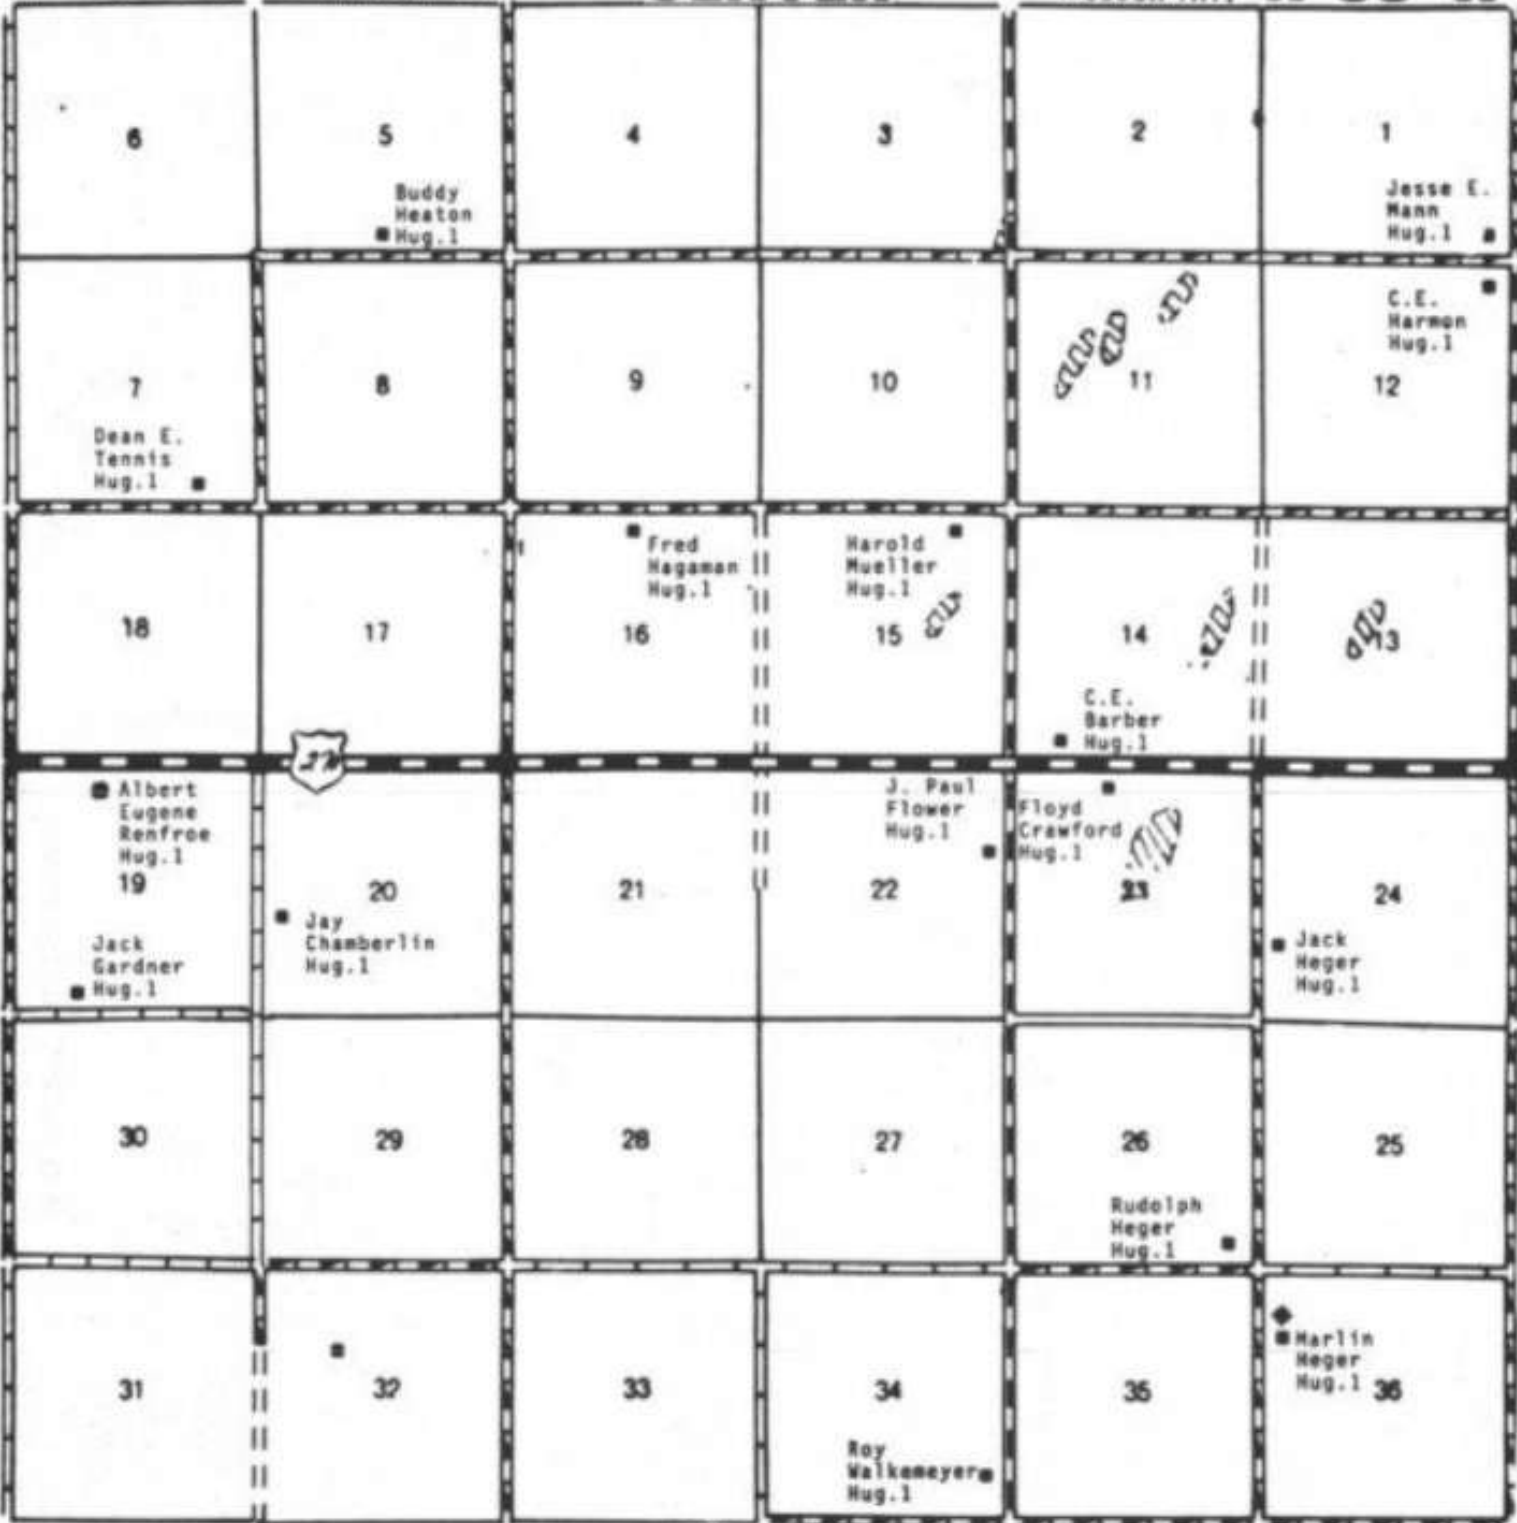 6
5
4
3
2
1
Buddy
Heaton
Hug.1
Jesse E.
Mann
Hug.1
7
8
9
10
11
12
C.E.
Harmon
Hug.1
Dean E.
Tennis
Hug.1
18
17
16
15
14
13
Fred
Hagaman
Hug.1
Harold
Mueller
Hug.1
C.E.
Barber
Hug.1
Albert
Eugene
Renfroe
Hug.1
19
20
21
22
24
J. Paul
Flower
Hug.1
Floyd
Crawford
Hug.1
Jack
Gardner
Hug.1
Jay
Chamberlin
Hug.1
Jack
Heger
Hug.1
30
29
28
27
26
25
Rudolph
Heger
Hug.1
31
32
33
34
35
36
Harlin
Heger
Hug.1
Roy
Walkemeyer
Hug.1